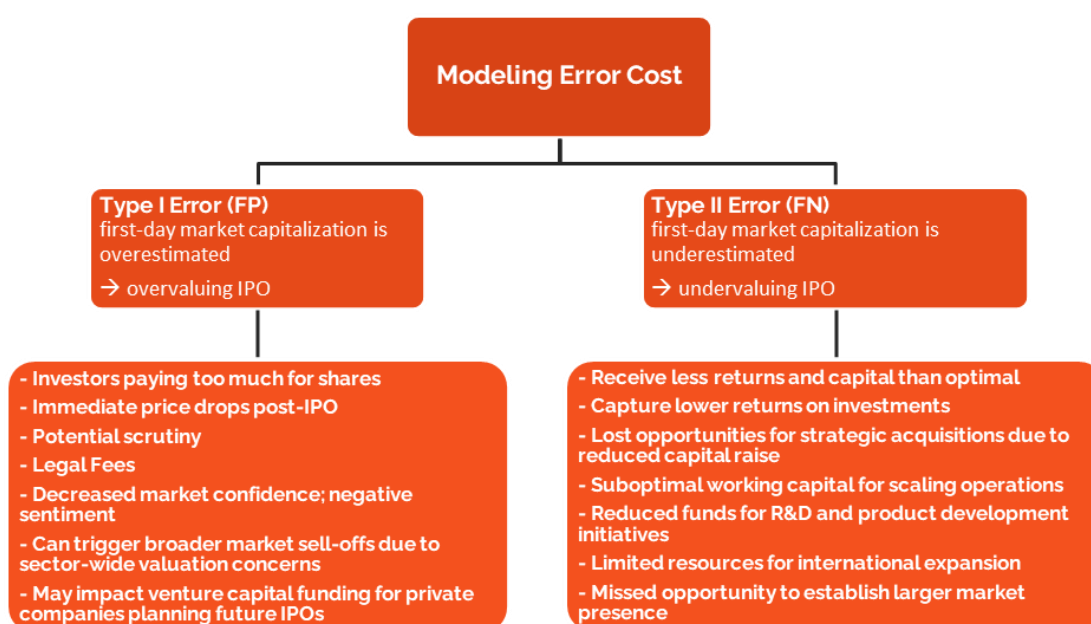 Modeling Error Cost
Type I Error (FP)
first-day market capitalization is
overestimated
→ overvaluing IPO
Type II Error (FN)
first-day market capitalization is
underestimated
→ undervaluing IPO
- Investors paying too much for shares
- Immediate price drops post-IPO
- Potential scrutiny
- Legal Fees
- Decreased market confidence; negative
sentiment
- Can trigger broader market sell-offs due to
sector-wide valuation concerns
- May impact venture capital funding for private
companies planning future IPOs
- Receive less returns and capital than optimal
- Capture lower returns on investments
- Lost opportunities for strategic acquisitions due to
reduced capital raise
- Suboptimal working capital for scaling operations
- Reduced funds for R&D and product development
initiatives
- Limited resources for international expansion
- Missed opportunity to establish larger market
presence